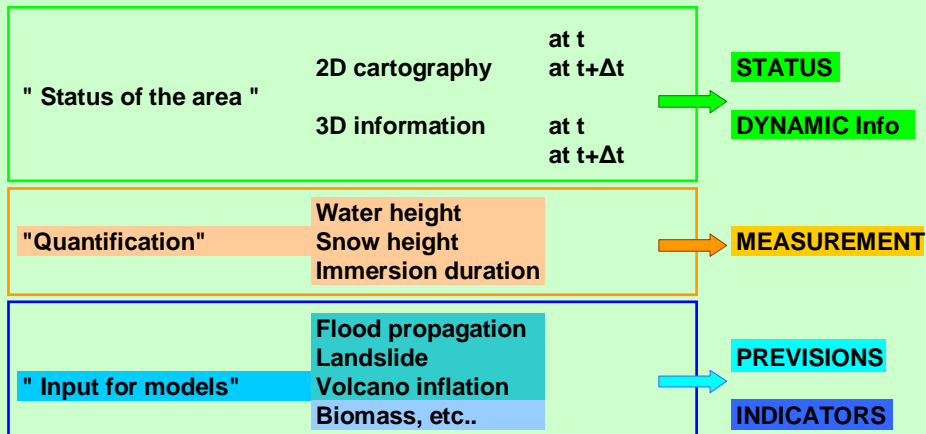 at t
2D cartography at t+Δt STATUS
" Status of the area "
3D information at t DYNAMIC Info
at t+Δt
Water height
"Quantification" Snow height MEASUREMENT
Immersion duration
Flood propagation
Landslide PREVISIONS
" Input for models" Volcano inflation
Biomass, etc.. INDICATORS